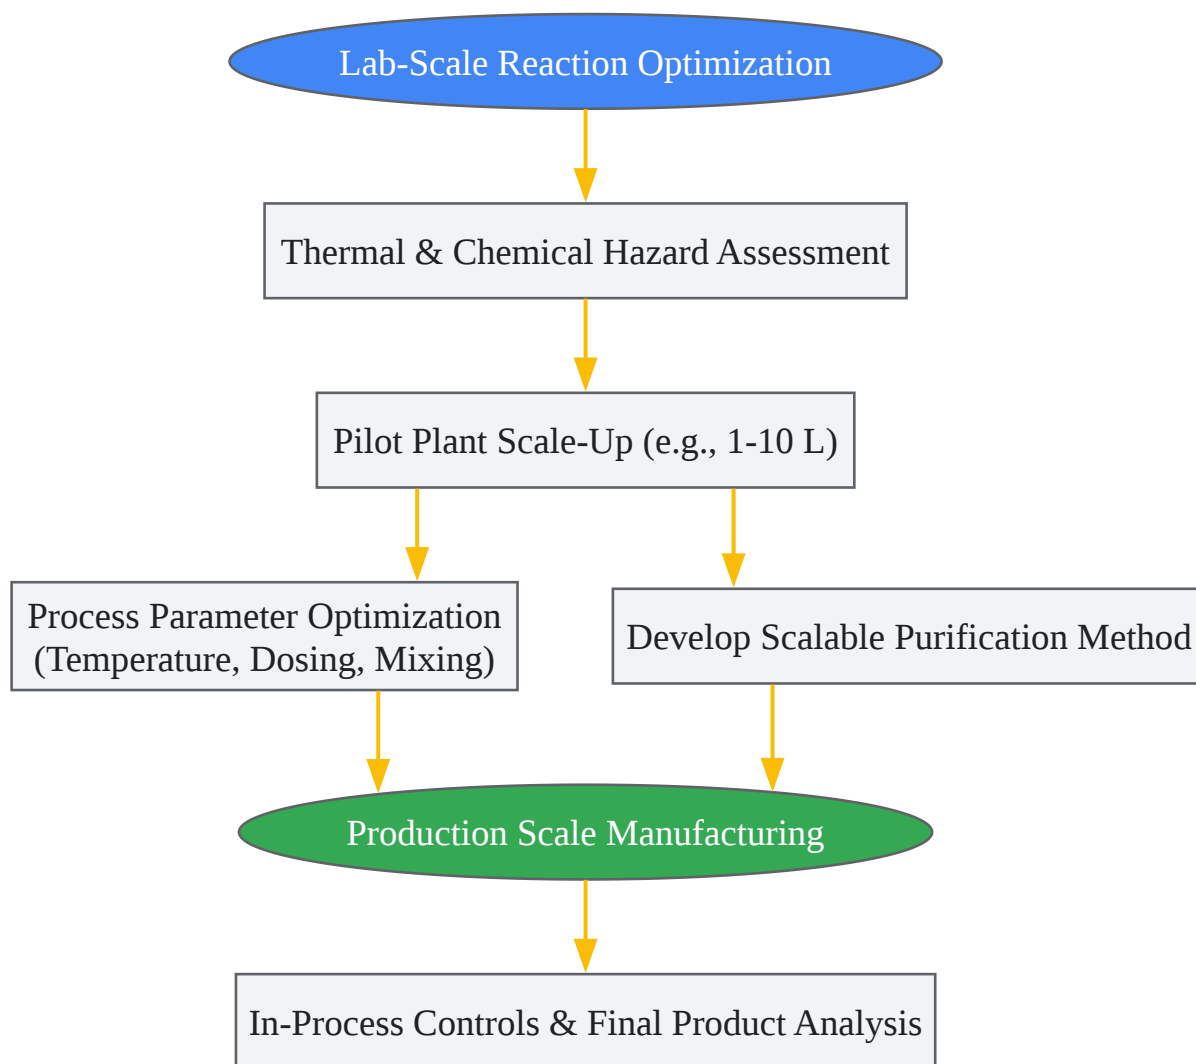 Lab-Scale Reaction Optimization
Thermal & Chemical Hazard Assessment
Pilot Plant Scale-Up (e.g., 1-10 L)
Process Parameter Optimization
(Temperature, Dosing, Mixing)
Develop Scalable Purification Method
Production Scale Manufacturing
In-Process Controls & Final Product Analysis